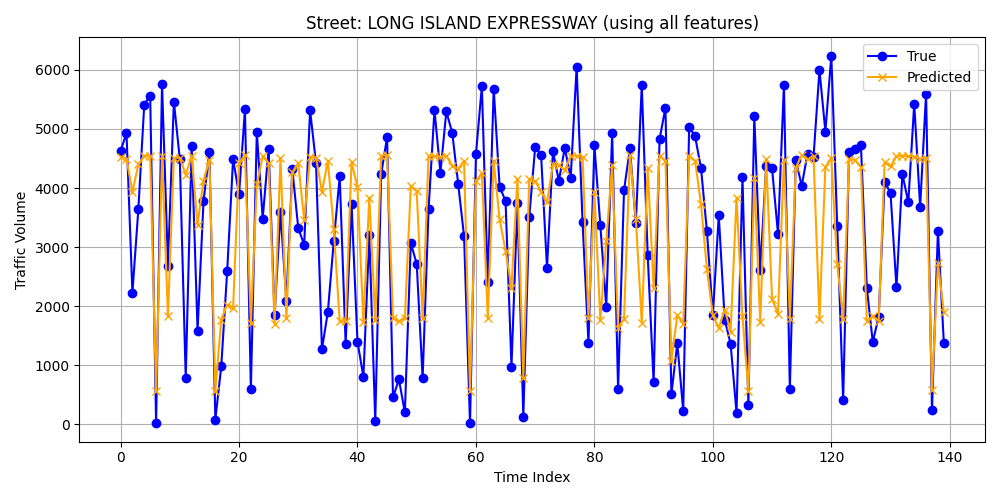 Street: LONG ISLAND EXPRESSWAY (using all features)
True
Predicted
Traffic Volume
6000
5000
4000
3000
2000
1000
0
0 20 40 60 80 100 120 140
Time Index